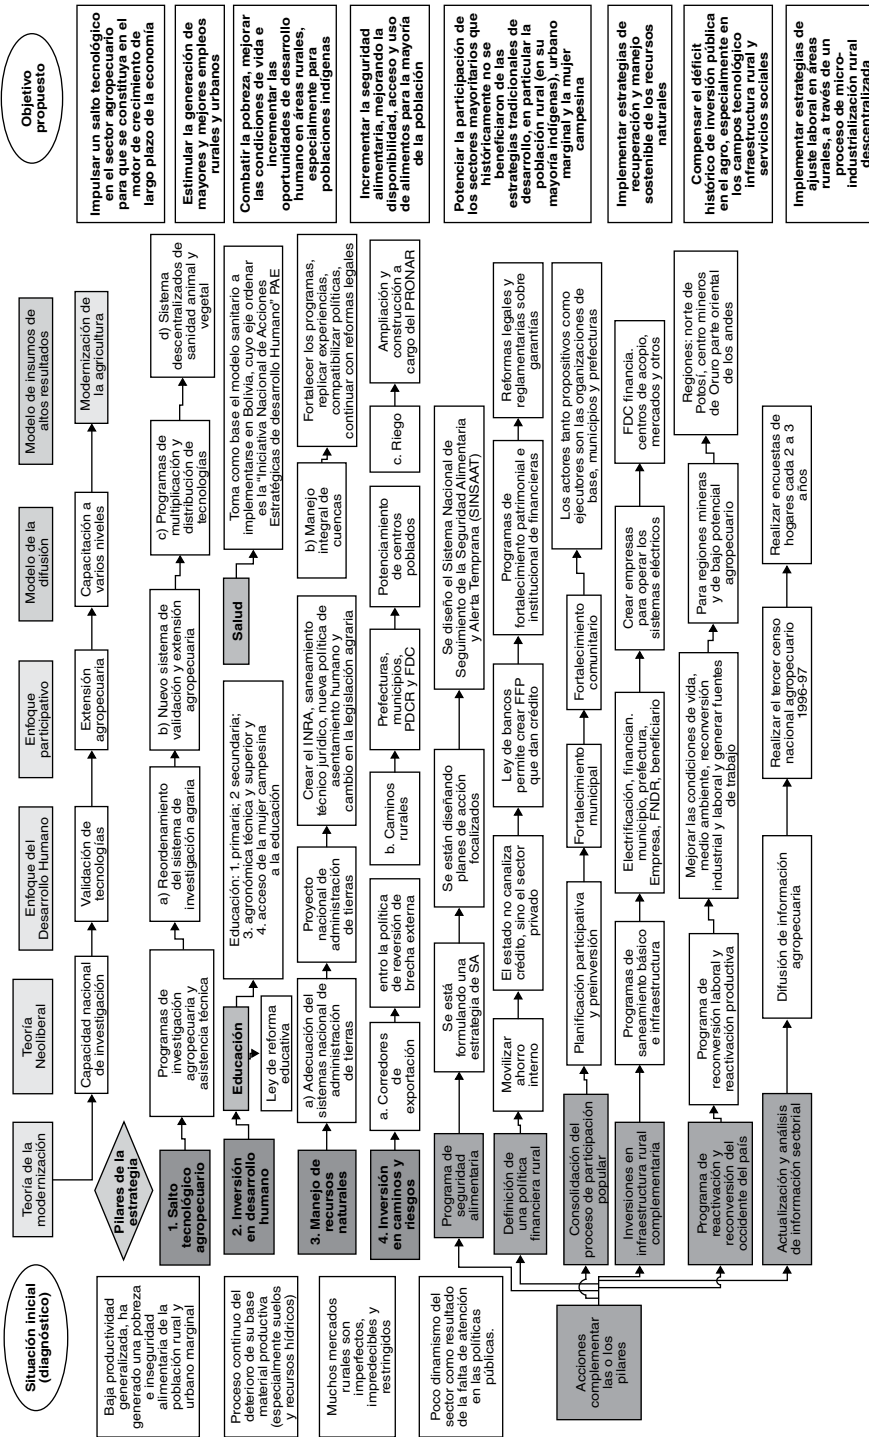 Situación inicial
(diagnóstico)
Baja productividad
generalizada, ha
generado una pobreza
e inseguridad
alimentaria de la
población rural y
urbano marginal
Proceso continuo del
deterioro de su base
material productiva
(especialmente suelos
y recursos hídricos)
Muchos mercados
rurales son
imperfectos,
impredecibles y
restringidos
Poco dinamismo del
sector como resultado
de la falta de atención
en las políticas
públicas.
Acciones
complementar
las o los
pilares
Teoría de la
modernización
Teoría
Neoliberal
Enfoque del
Desarrollo Humano
Enfoque
participativo
Modelo de la
difusión
Modelo de insumos de
altos resultados
Capacidad nacional
de investigación
Validación de
tecnologías
Extensión
agropecuaria
Capacitación a
varios niveles
Modernización de
la agricultura
Pilares de la
estrategia
1. Salto
tecnológico
agropecuario
Programas de
investigación
agropecuaria y
asistencia técnica
a) Reordenamiento
del sistema de
investigación agraria
b) Nuevo sistema de
validación y extensión
agropecuaria
c) Programas de
multiplicación y
distribución de
tecnologías
d) Sistema
descentralizados de
sanidad animal y
vegetal
2. Inversión
en desarrollo
humano
Educación
Ley de reforma
educativa
Educación: 1. primaria; 2 secundaria;
3. agronómica técnica y superior y
4. acceso de la mujer campesina
a la educación
Salud
Toma como base el modelo sanitario a
implementarse en Bolivia, cuyo eje ordenar
es la "Iniciativa Nacional de Acciones
Estratégicas de desarrollo Humano" PAE
3. Manejo de
recursos
naturales
a) Adecuación del
sistemas nacional de
administración
de tierras
Proyecto
nacional de
administración
de tierras
Crear el INRA, saneamiento
técnico jurídico, nueva política de
asentamiento humano y
cambio en la legislación agraria
b) Manejo
integral de
cuencas
Fortalecer los programas,
replicar experiencias,
compatibilizar políticas,
continuar con reformas legales
4. Inversión
en caminos y
riesgos
a. Corredores
de
exportación
entro la política
de reversión de
brecha externa
b. Caminos
rurales
Prefecturas,
municipios,
PDCR y FDC
Potenciamiento
de centros
poblados
c. Riego
Ampliación y
construcción a
cargo del PRONAR
Programa de
seguridad
alimentaria
Se está
formulando una
estrategia de SA
Se están diseñando
planes de acción
focalizados
Se diseño el Sistema Nacional de
Seguimiento de la Seguridad Alimentaria
y Alerta Temprana (SINSAAT)
Definición de
una política
financiera rural
Movilizar
ahorro
interno
El estado no canaliza
crédito, sino el sector
privado
Ley de bancos
permite crear FFP
que dan crédito
Programas de
fortalecimiento patrimonial e
institucional de financieras
Reformas legales y
reglamentarías sobre
garantías
Consolidación del
proceso de participación
popular
Planificación participativa
y preinversión
Fortalecimiento
municipal
Fortalecimiento
comunitario
Los actores tanto propositivos como
ejecutores son las organizaciones de
base, municipios y prefecturas
Inversiones en
infraestructura rural
complementaria
Programas de
saneamiento básico
e infraestructura
Electrificación, financian.
municipio, prefectura,
Empresa, FNDR, beneficiario
Crear empresas
para operar los
sistemas eléctricos
FDC financia.
centros de acopio,
mercados y otros
Programa de
reactivación y
reconversión del
occidente del país
Programa de
reconversión laboral y
reactivación productiva
Mejorar las condiciones de vida,
medio ambiente, reconversión
industrial y laboral y generar fuentes
de trabajo
Para regiones mineras
y de bajo potencial
agropecuario
Regiones: norte de
Potosí, centro mineros
de Oruro parte oriental
de los andes
Actualización y análisis
de información sectorial
Difusión de información
agropecuaria
Realizar el tercer censo
nacional agropecuario
1996-97
Realizar encuestas de
hogares cada 2 a 3
años
Objetivo
propuesto
Impulsar un salto tecnológico
en el sector agropecuario
para que se constituya en el
motor de crecimiento de
largo plazo de la economía
Estimular la generación de
mayores y mejores empleos
rurales y urbanos
Combatir la pobreza, mejorar
las condiciones de vida e
incrementar las
oportunidades de desarrollo
humano en áreas rurales,
especialmente para
poblaciones indígenas
Incrementar la seguridad
alimentaria, mejorando la
disponibilidad, acceso y uso
de alimentos para la mayoría
de la población
Potenciar la participación de
los sectores mayoritarios que
históricamente no se
beneficiaron de las
estrategias tradicionales de
desarrollo, en particular la
población rural (en su
mayoría indígenas), urbano
marginal y la mujer
campesina
Implementar estrategias de
recuperación y manejo
sostenible de los recursos
naturales
Compensar el déficit
histórico de inversión pública
en el agro, especialmente en
los campos tecnológico
infraestructura rural y
servicios sociales
Implementar estrategias de
ajuste laboral en áreas
rurales, a través de un
proceso de micro-
industrialización rural
descentralizada